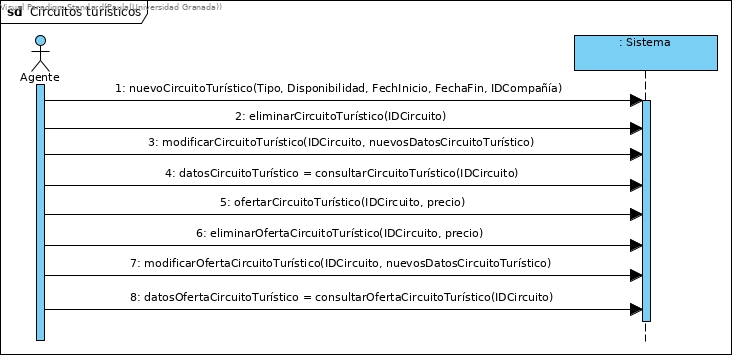 Visual Paradigm Standard(Paula(Universidad Granada))
sd Circuitos turísticos
: Sistema
Agente
1: nuevoCircuitoTurístico(Tipo, Disponibilidad, FechInicio, FechaFin, IDCompañía)
2: eliminarCircuitoTurístico(IDCircuito)
3: modificarCircuitoTurístico(IDCircuito, nuevosDatosCircuitoTurístico)
4: datosCircuitoTurístico = consultarCircuitoTurístico(IDCircuito)
5: ofertarCircuitoTurístico(IDCircuito, precio)
6: eliminarOfertaCircuitoTurístico(IDCircuito, precio)
7: modificarOfertaCircuitoTurístico(IDCircuito, nuevosDatosCircuitoTurístico)
8: datosOfertaCircuitoTurístico = consultarOfertaCircuitoTurístico(IDCircuito)